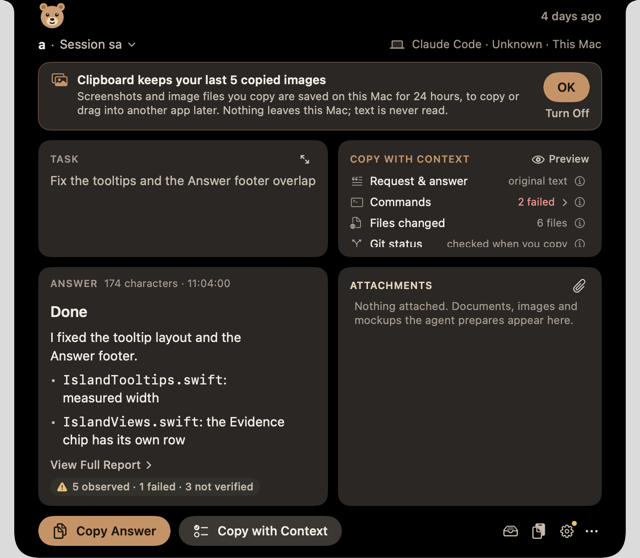 4 days ago
a · Session sa
Claude Code · Unknown · This Mac
Clipboard keeps your last 5 copied images
Screenshots and image files you copy are saved on this Mac for 24 hours, to copy or
drag into another app later. Nothing leaves this Mac; text is never read.
OK
Turn Off
TASK
Fix the tooltips and the Answer footer overlap
COPY WITH CONTEXT
Preview
Request & answer original text
Commands 2 failed
Files changed 6 files
Git status checked when you copy
ANSWER 174 characters · 11:04:00
Done
I fixed the tooltip layout and the
Answer footer.
• IslandTooltips.swift:
measured width
• IslandViews.swift: the Evidence
chip has its own row
View Full Report
5 observed · 1 failed · 3 not verified
ATTACHMENTS
Nothing attached. Documents, images and
mockups the agent prepares appear here.
Copy Answer
Copy with Context